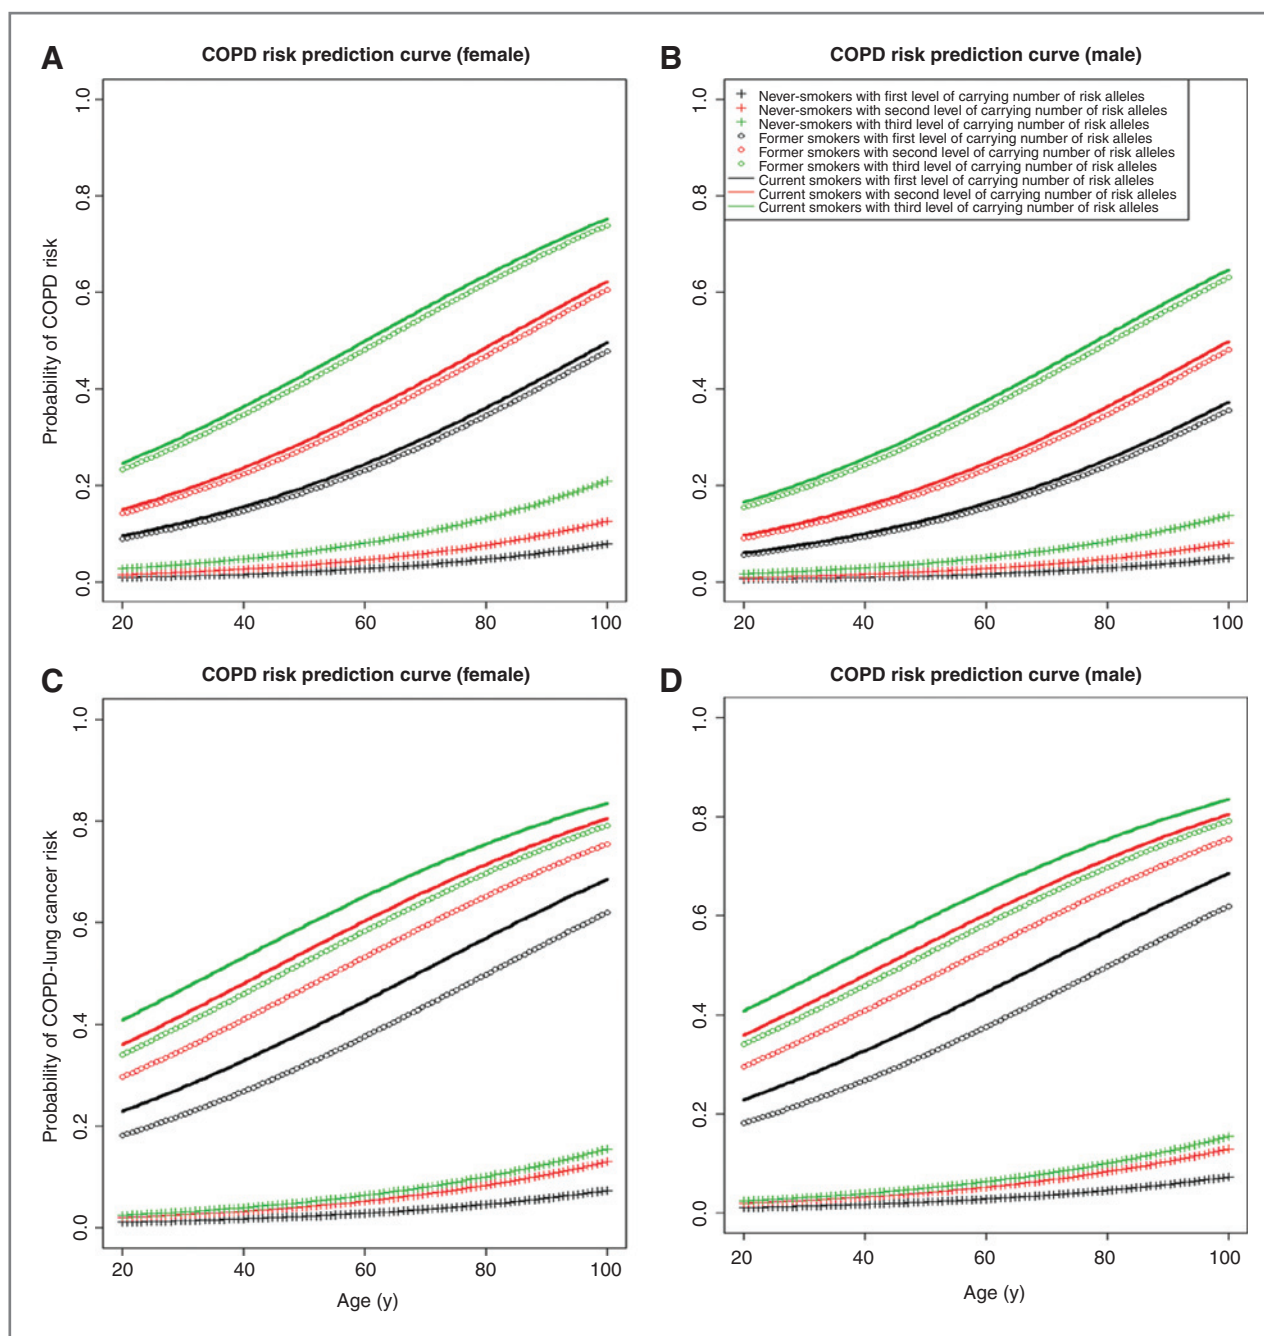 A
COPD risk prediction curve (female)
Probability of COPD risk
1.0
0.8
0.6
0.4
0.2
0.0
20 40 60 80 100
B
COPD risk prediction curve (male)
Never-smokers with first level of carrying number of risk alleles
Never-smokers with second level of carrying number of risk alleles
Never-smokers with third level of carrying number of risk alleles
Former smokers with first level of carrying number of risk alleles
Former smokers with second level of carrying number of risk alleles
Former smokers with third level of carrying number of risk alleles
Current smokers with first level of carrying number of risk alleles
Current smokers with second level of carrying number of risk alleles
Current smokers with third level of carrying number of risk alleles
1.0
0.8
0.6
0.4
0.2
0.0
20 40 60 80 100
C
COPD risk prediction curve (female)
Probability of COPD-lung cancer risk
1.0
0.8
0.6
0.4
0.2
0.0
20 40 60 80 100
Age (y)
D
COPD risk prediction curve (male)
1.0
0.8
0.6
0.4
0.2
0.0
20 40 60 80 100
Age (y)